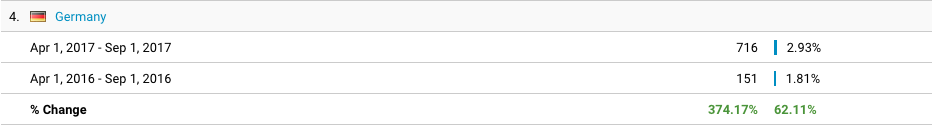 4. Germany
Apr 1, 2017 - Sep 1, 2017 716 2.93%
Apr 1, 2016 - Sep 1, 2016 151 1.81%
% Change 374.17% 62.11%